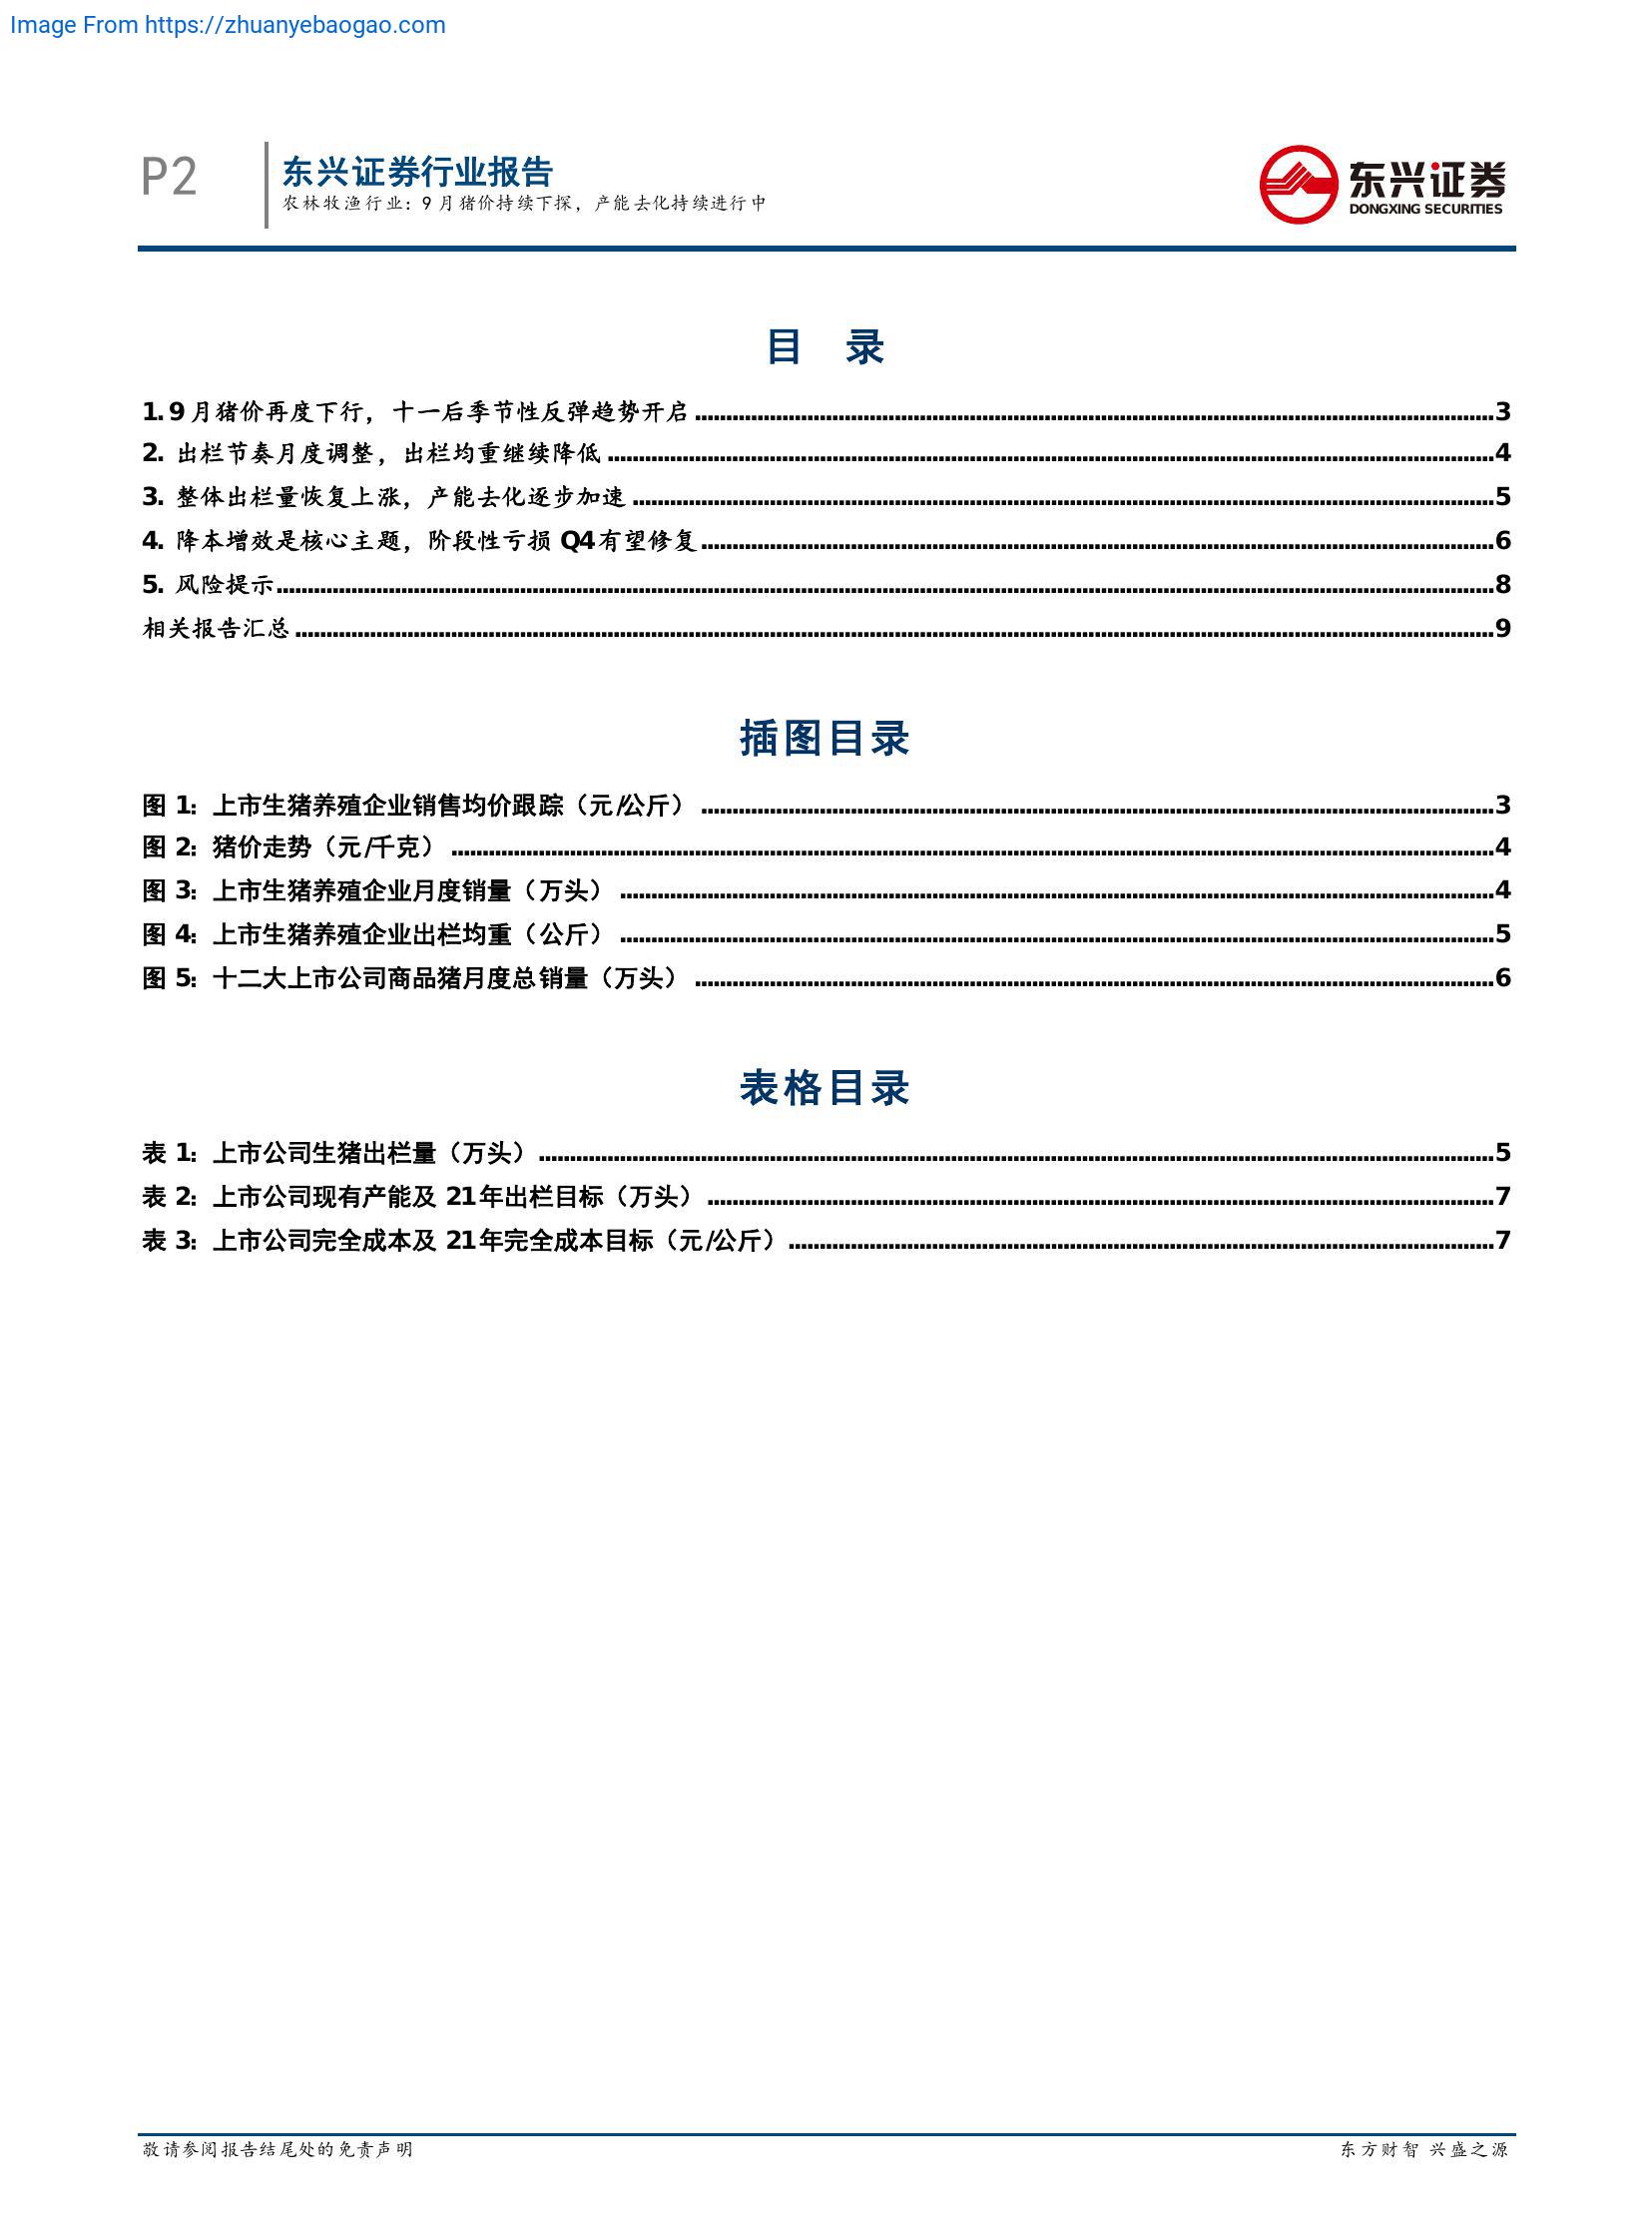 Image From https://zhuanyebaogao.com
P2
东兴证券行业报告
农林牧渔行业：9 月猪价持续下探，产能去化持续进行中
东兴证券
DONGXING SECURITIES
目 录
1. 9 月猪价再度下行，十一后季节性反弹趋势开启 ........ 3
2. 出栏节奏月度调整，出栏均重继续降低 ........ 4
3. 整体出栏量恢复上涨，产能去化逐步加速 ........ 5
4. 降本增效是核心主题，阶段性亏损 Q4 有望修复 ........ 6
5. 风险提示 ........ 8
相关报告汇总 ........ 9
插图目录
图 1：上市生猪养殖企业销售均价跟踪（元/公斤） ........ 3
图 2：猪价走势（元/千克） ........ 4
图 3：上市生猪养殖企业月度销量（万头） ........ 4
图 4：上市生猪养殖企业出栏均重（公斤） ........ 5
图 5：十二大上市公司商品猪月度总销量（万头） ........ 6
表格目录
表 1：上市公司生猪出栏量（万头） ........ 5
表 2：上市公司现有产能及 21 年出栏目标（万头） ........ 7
表 3：上市公司完全成本及 21 年完全成本目标（元/公斤） ........ 7
敬请参阅报告结尾处的免责声明
东方财智 兴盛之源